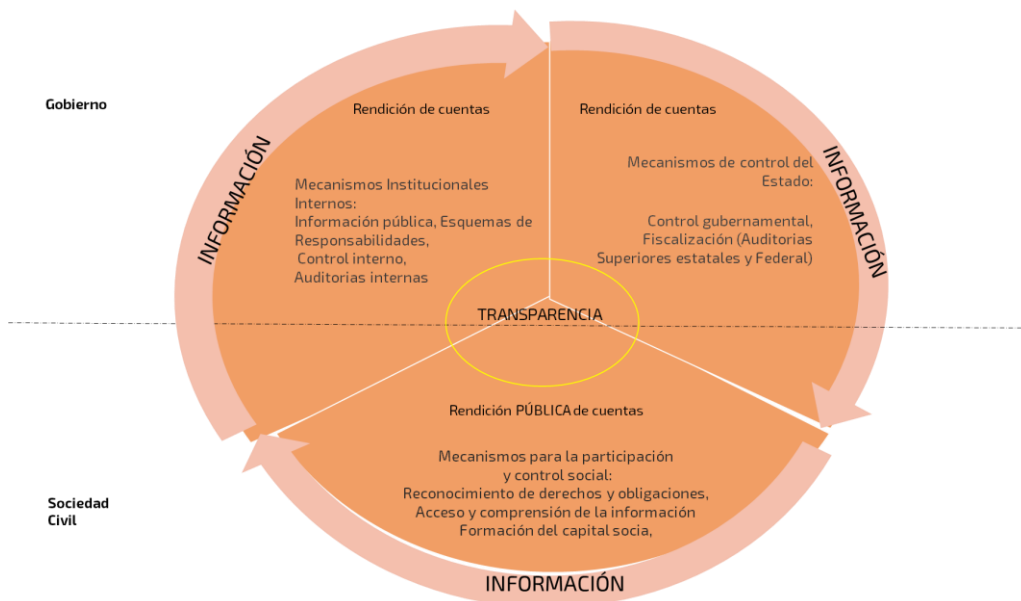 Gobierno
INFORMACIÓN
Rendición de cuentas
Mecanismos Institucionales
Internos:
Información pública, Esquemas de
Responsabilidades,
Control interno,
Auditorias internas
Rendición de cuentas
Mecanismos de control del
Estado:
Control gubernamental,
Fiscalización (Auditorias
Superiores estatales y Federal)
INFORMACIÓN
TRANSPARENCIA
Rendición PÚBLICA de cuentas
Mecanismos para la participación
y control social:
Reconocimiento de derechos y obligaciones,
Acceso y comprensión de la información
Formación del capital socia,
Sociedad
Civil
INFORMACIÓN